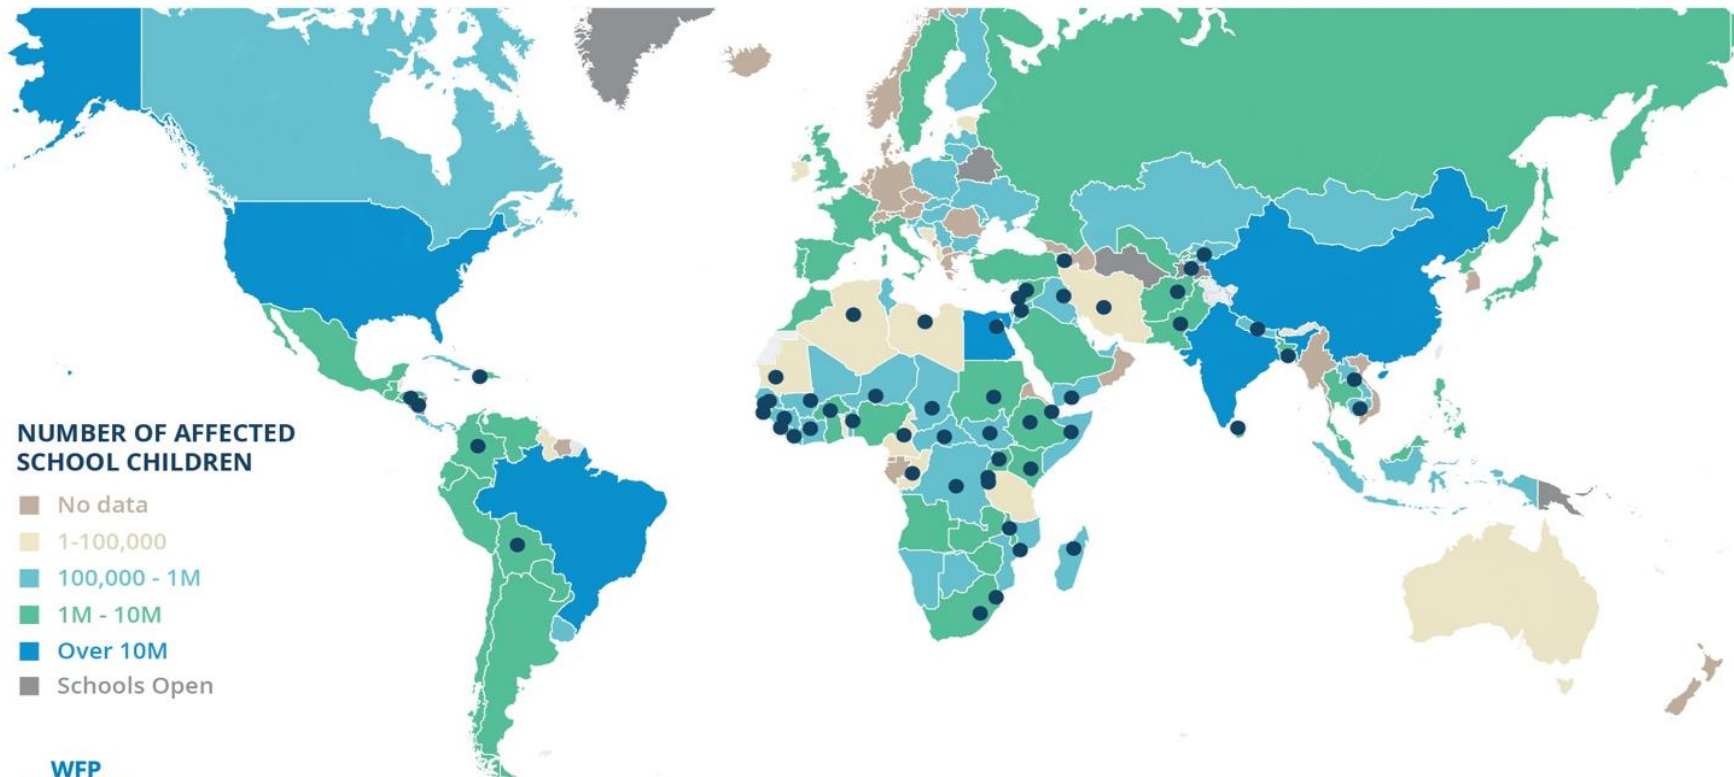 NUMBER OF AFFECTED
SCHOOL CHILDREN
No data
1-100,000
100,000 - 1M
1M - 10M
Over 10M
Schools Open
WFP